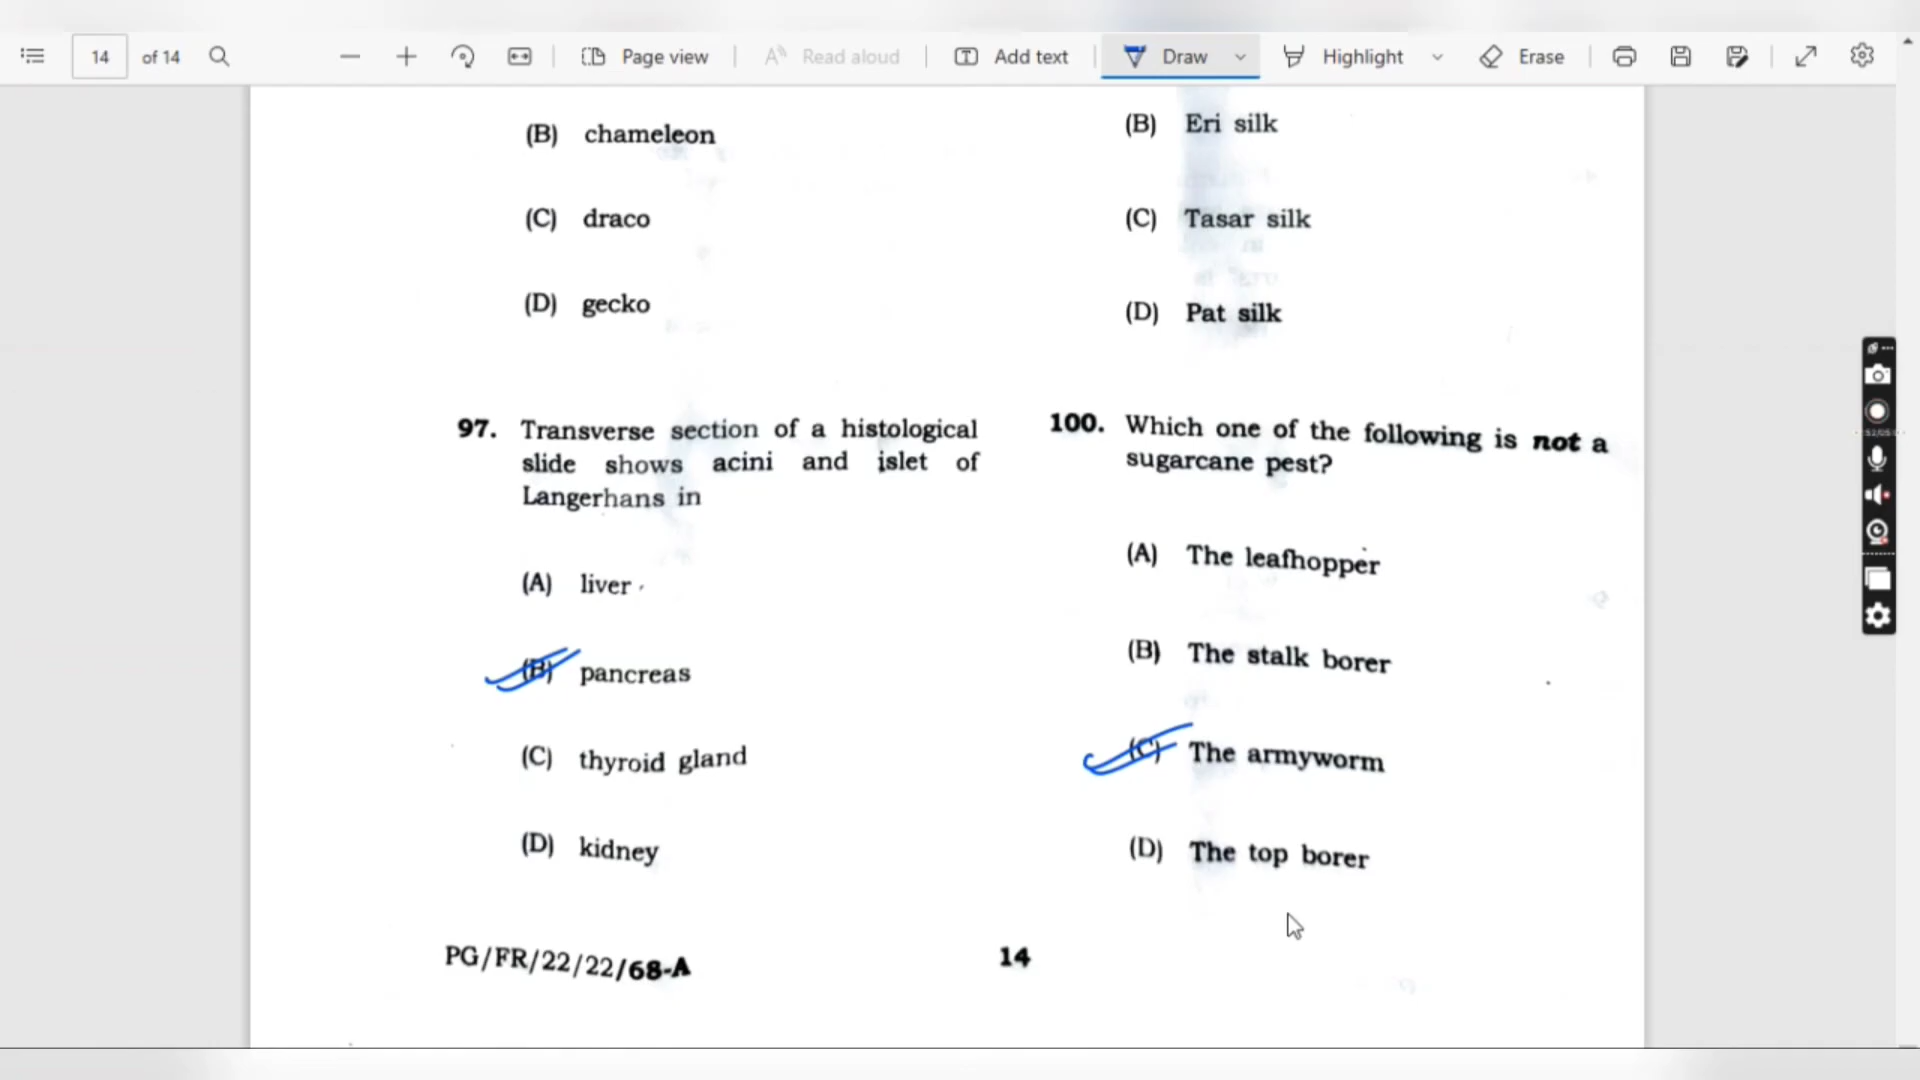 14 of 14 Page view Read aloud Add text Draw Highlight Erase
(B) chameleon
(C) draco
(D) gecko
97. Transverse section of a histological
slide shows acini and islet of
Langerhans in
(A) liver
(B) pancreas
(C) thyroid gland
(D) kidney
(B) Eri silk
(C) Tasar silk
(D) Pat silk
100. Which one of the following is not a
sugarcane pest?
(A) The leafhopper
(B) The stalk borer
(C) The armyworm
(D) The top borer
PG/FR/22/22/68-A
14